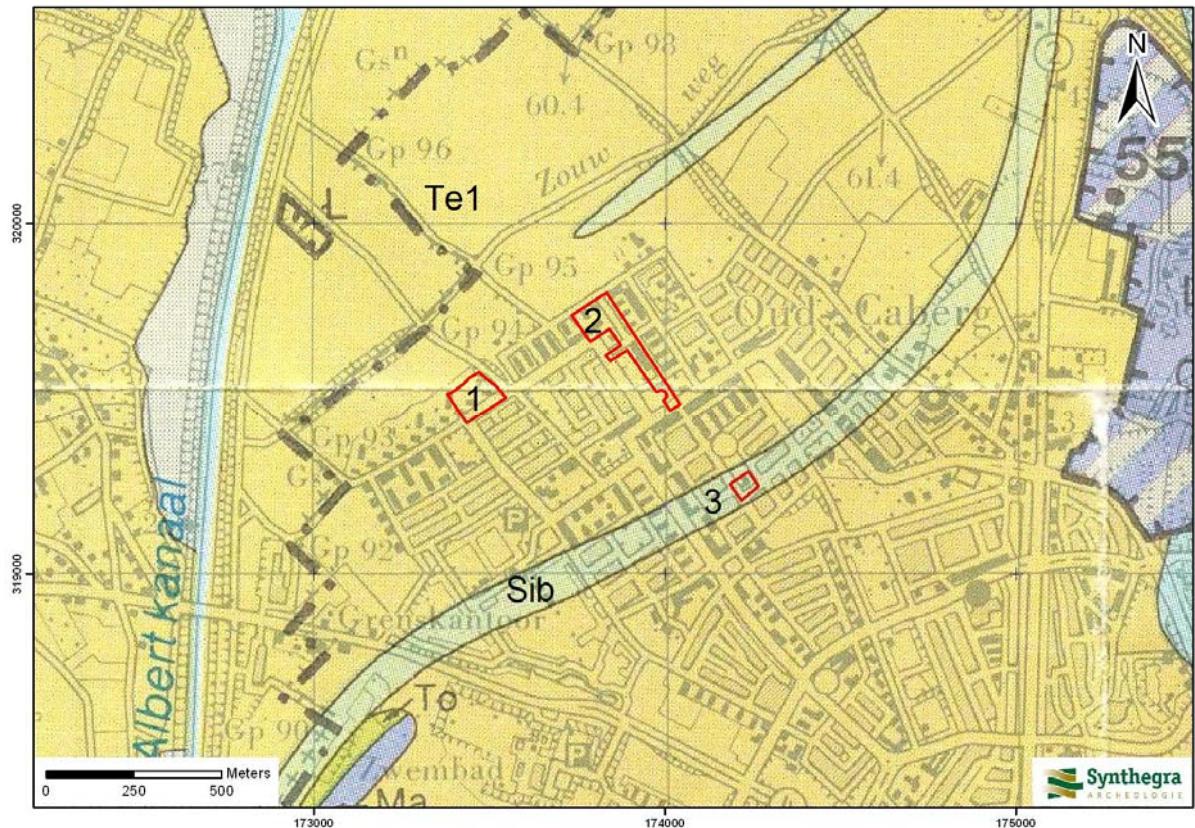 Gp 98
N
Gsn
weg
60.4
55
Gp 96
Zouw
61.4
L
Te1
320000
Gp 95
Oud Caberg
2
Gp 94
1
Gp 93
3
P
Gp 92
319000
Sib
Grenskantoor
Albert kanaal
To
Gp 90
Zwembad
Ma
Meters
0 250 500
Synthegra
ARCHEOLOGIE
173000 174000 175000